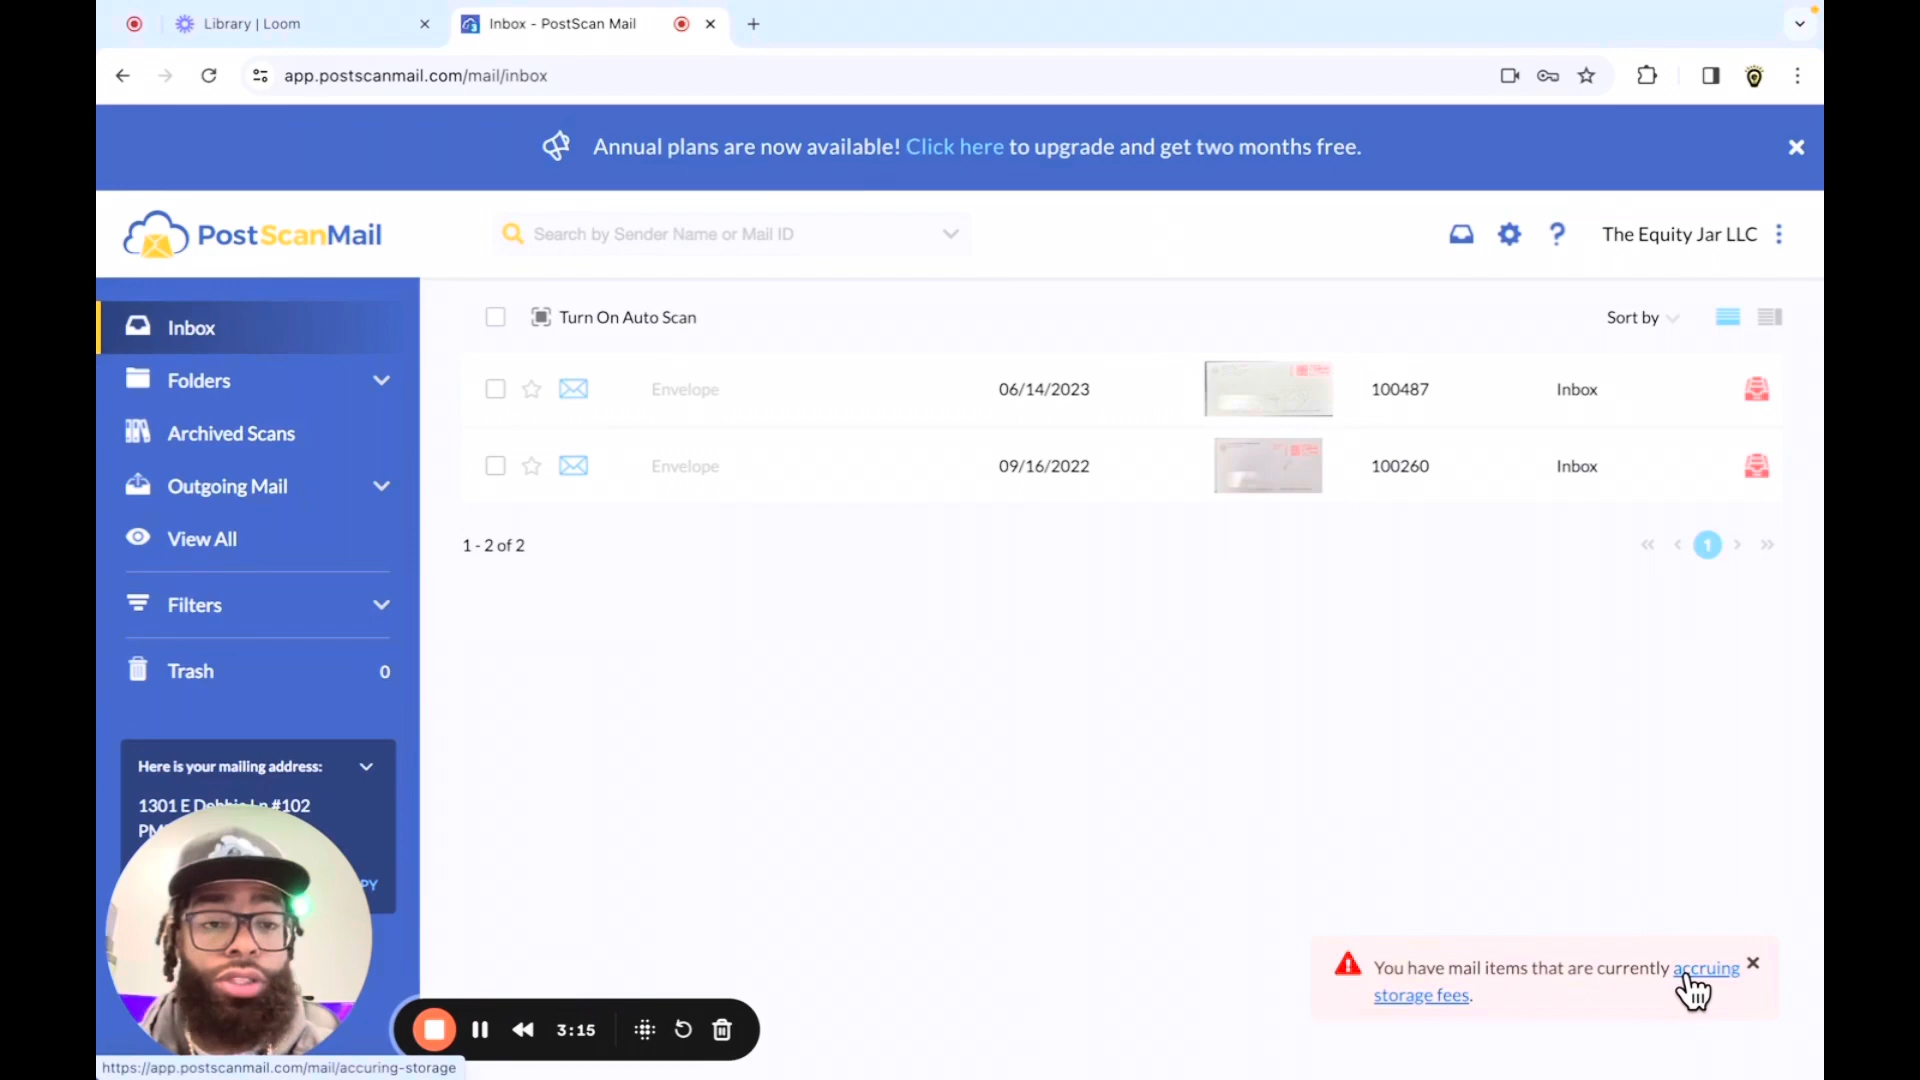 Library | Loom
Inbox - PostScan Mail
app.postscanmail.com/mail/inbox
Annual plans are now available! Click here to upgrade and get two months free.
PostScanMail
Search by Sender Name or Mail ID
The Equity Jar LLC
Inbox
Folders
Archived Scans
Outgoing Mail
View All
Filters
Trash 0
Here is your mailing address:
1301 E Debbie Ln #102
Turn On Auto Scan
Sort by
Envelope 06/14/2023 100487 Inbox
Envelope 09/16/2022 100260 Inbox
1 - 2 of 2
« ‹ 1 › »
You have mail items that are currently accruing
storage fees.
3:15
https://app.postscanmail.com/mail/accuring-storage